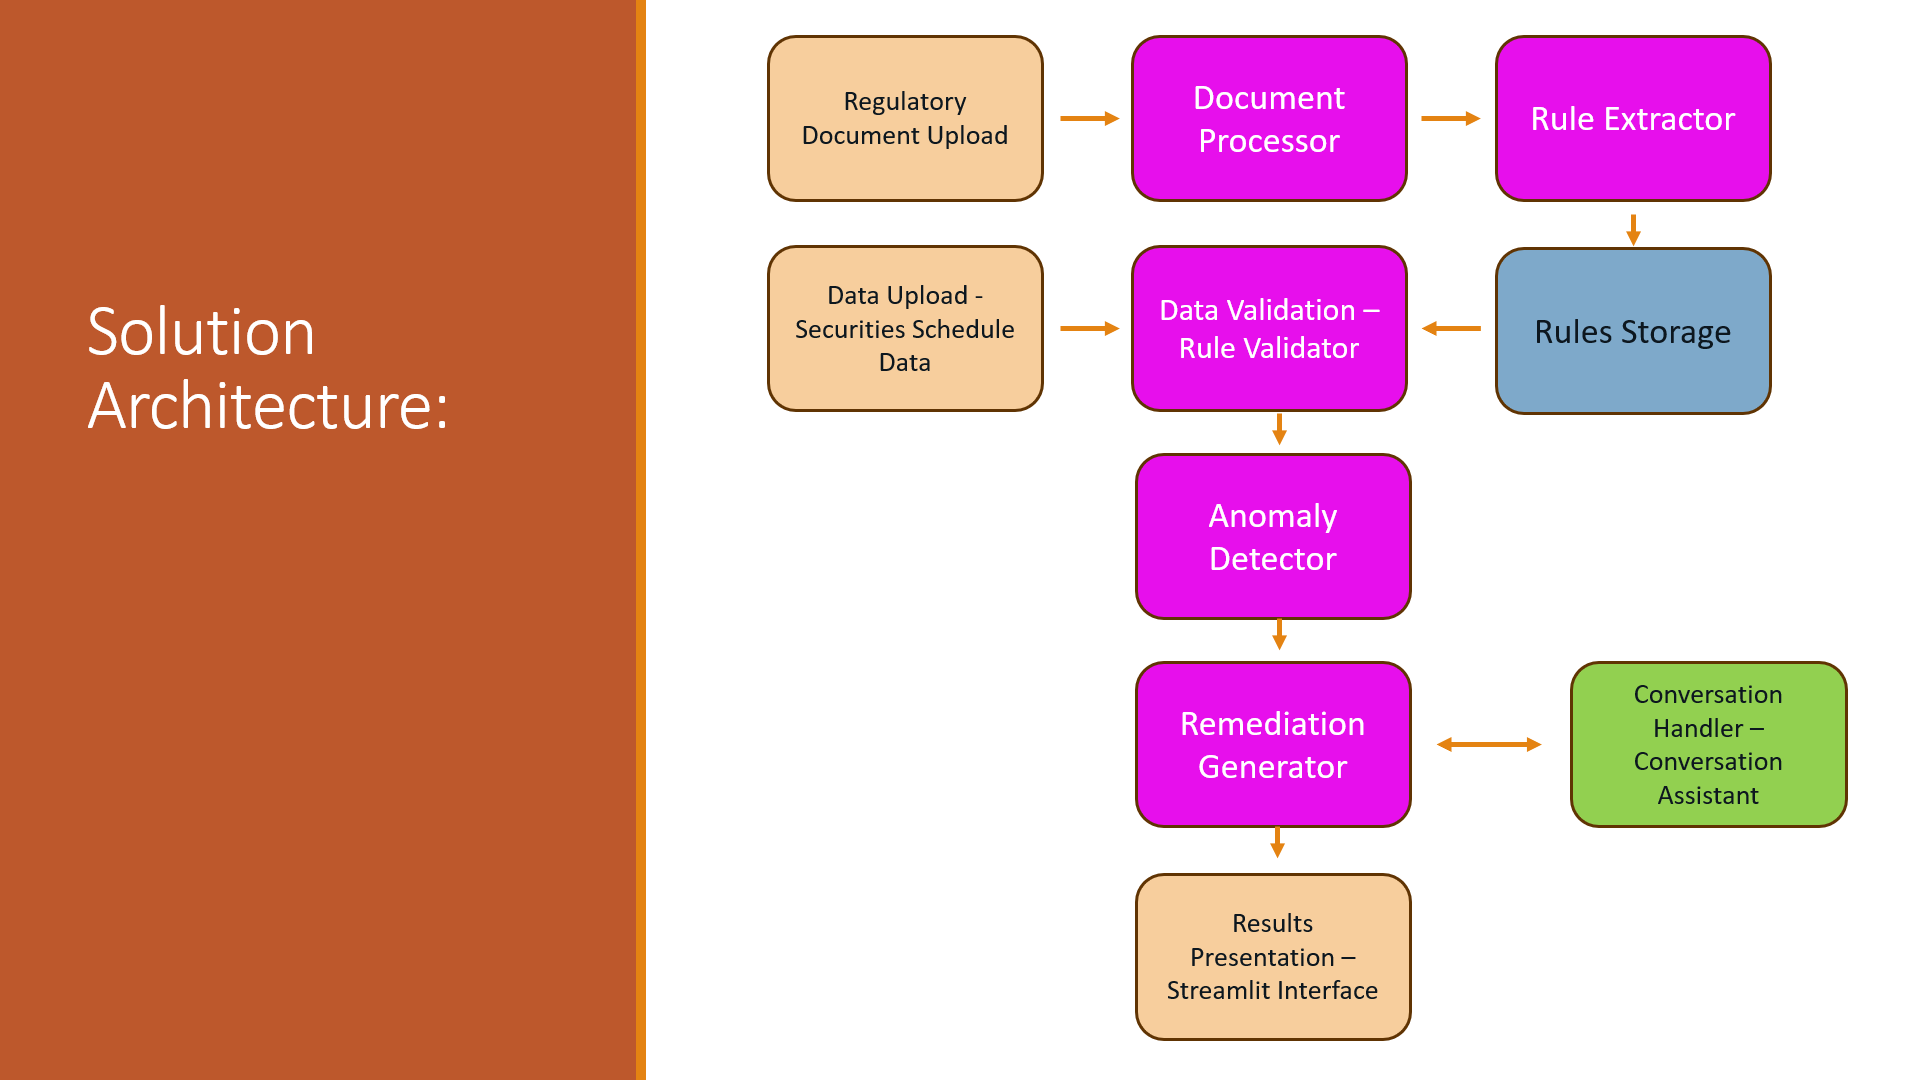 Solution
Architecture:
Regulatory
Document Upload
Document
Processor
Rule Extractor
Data Upload -
Securities Schedule
Data
Data Validation –
Rule Validator
Rules Storage
Anomaly
Detector
Remediation
Generator
Conversation
Handler –
Conversation
Assistant
Results
Presentation –
Streamlit Interface